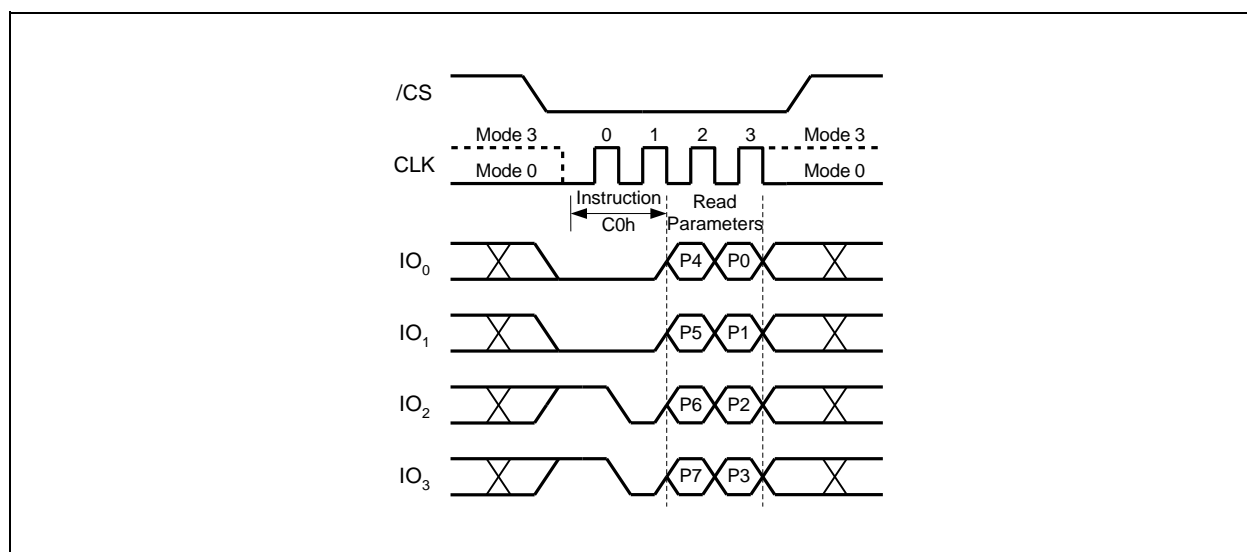 /CS
Mode 3 0 1 2 3 Mode 3
CLK
Mode 0 Mode 0
Instruction Read
C0h Parameters
IO0 P4 P0
IO1 P5 P1
IO2 P6 P2
IO3 P7 P3